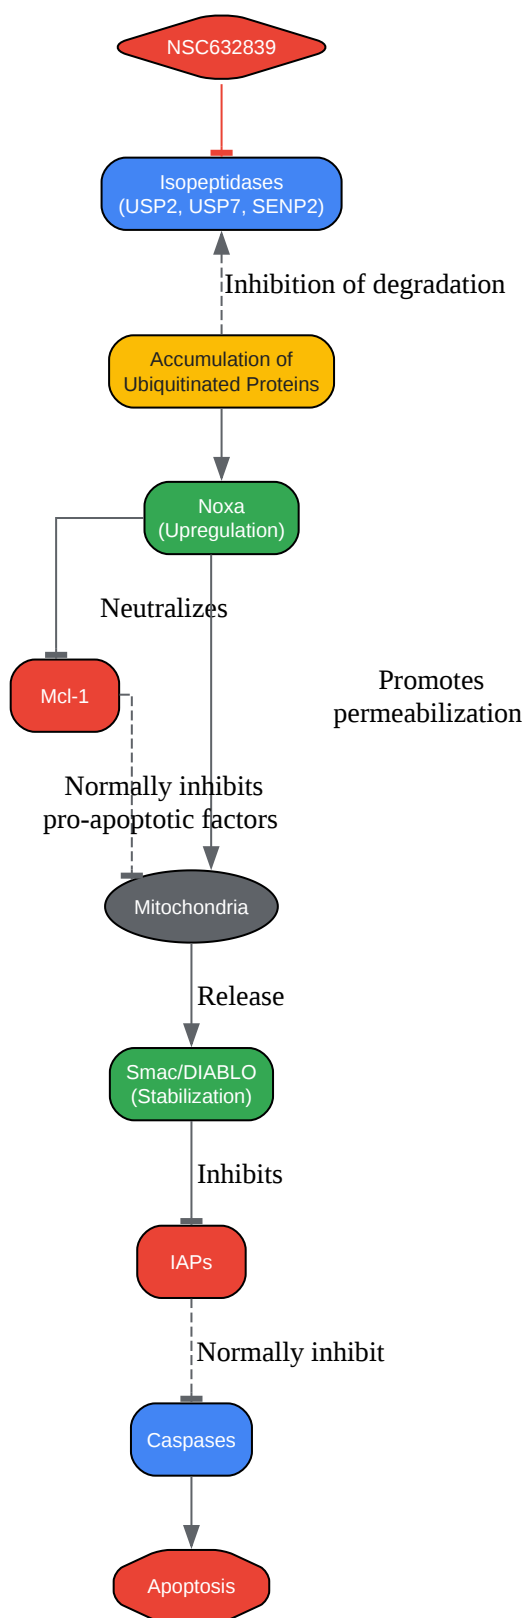 NSC632839
Isopeptidases
(USP2, USP7, SENP2)
Inhibition of degradation
Accumulation of
Ubiquitinated Proteins
Noxa
(Upregulation)
Neutralizes
Mcl-1
Promotes
permeabilization
Normally inhibits
pro-apoptotic factors
Mitochondria
Release
Smac/DIABLO
(Stabilization)
Inhibits
IAPs
Normally inhibit
Caspases
Apoptosis